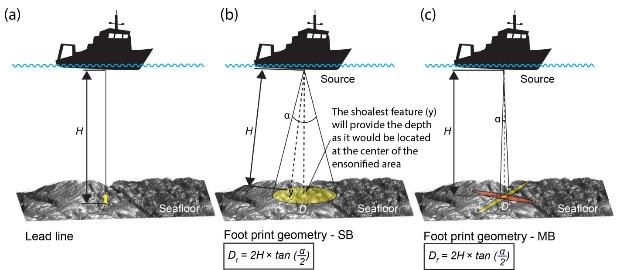 (a)
H
Seafloor
Lead line
(b)
Source
α
H
The shoalest feature (y)
will provide the depth
as it would be located
at the center of the
ensonified area
y
D
Seafloor
Foot print geometry - SB
Df = 2H × tan (α/2)
(c)
Source
α
H
D
Seafloor
Foot print geometry - MB
Df = 2H × tan (α/2)